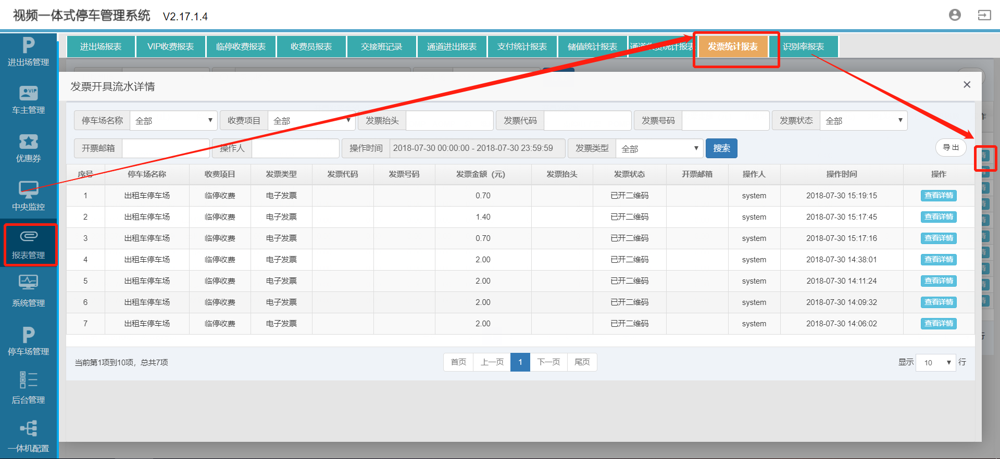 视频一体式停车管理系统 V2.17.1.4
进出场管理
车主管理
优惠券
中央监控
报表管理
系统管理
停车场管理
后台管理
一体机配置
进出场报表 VIP收费报表 临停收费报表 收费员报表 交接班记录 通道进出报表 支付统计报表 储值统计报表 通道收费统计报表 发票统计报表 识别率报表
发票开具流水详情 ×
停车场名称 全部 收费项目 全部 发票抬头 发票代码 发票号码 发票状态 全部
开票邮箱 操作人 操作时间 2018-07-30 00:00:00 - 2018-07-30 23:59:59 发票类型 全部 搜索 导出
序号 停车场名称 收费项目 发票类型 发票代码 发票号码 发票金额（元） 发票抬头 发票状态 开票邮箱 操作人 操作时间 操作
1 出租车停车场 临停收费 电子发票 0.70 已开二维码 system 2018-07-30 15:19:15 查看详情
2 出租车停车场 临停收费 电子发票 1.40 已开二维码 system 2018-07-30 15:17:45 查看详情
3 出租车停车场 临停收费 电子发票 0.70 已开二维码 system 2018-07-30 15:17:16 查看详情
4 出租车停车场 临停收费 电子发票 2.00 已开二维码 system 2018-07-30 14:38:01 查看详情
5 出租车停车场 临停收费 电子发票 2.00 已开二维码 system 2018-07-30 14:11:24 查看详情
6 出租车停车场 临停收费 电子发票 2.00 已开二维码 system 2018-07-30 14:09:32 查看详情
7 出租车停车场 临停收费 电子发票 2.00 已开二维码 system 2018-07-30 14:06:02 查看详情
当前第1项到10项，总共7项 首页 上一页 1 下一页 尾页 显示 10 行